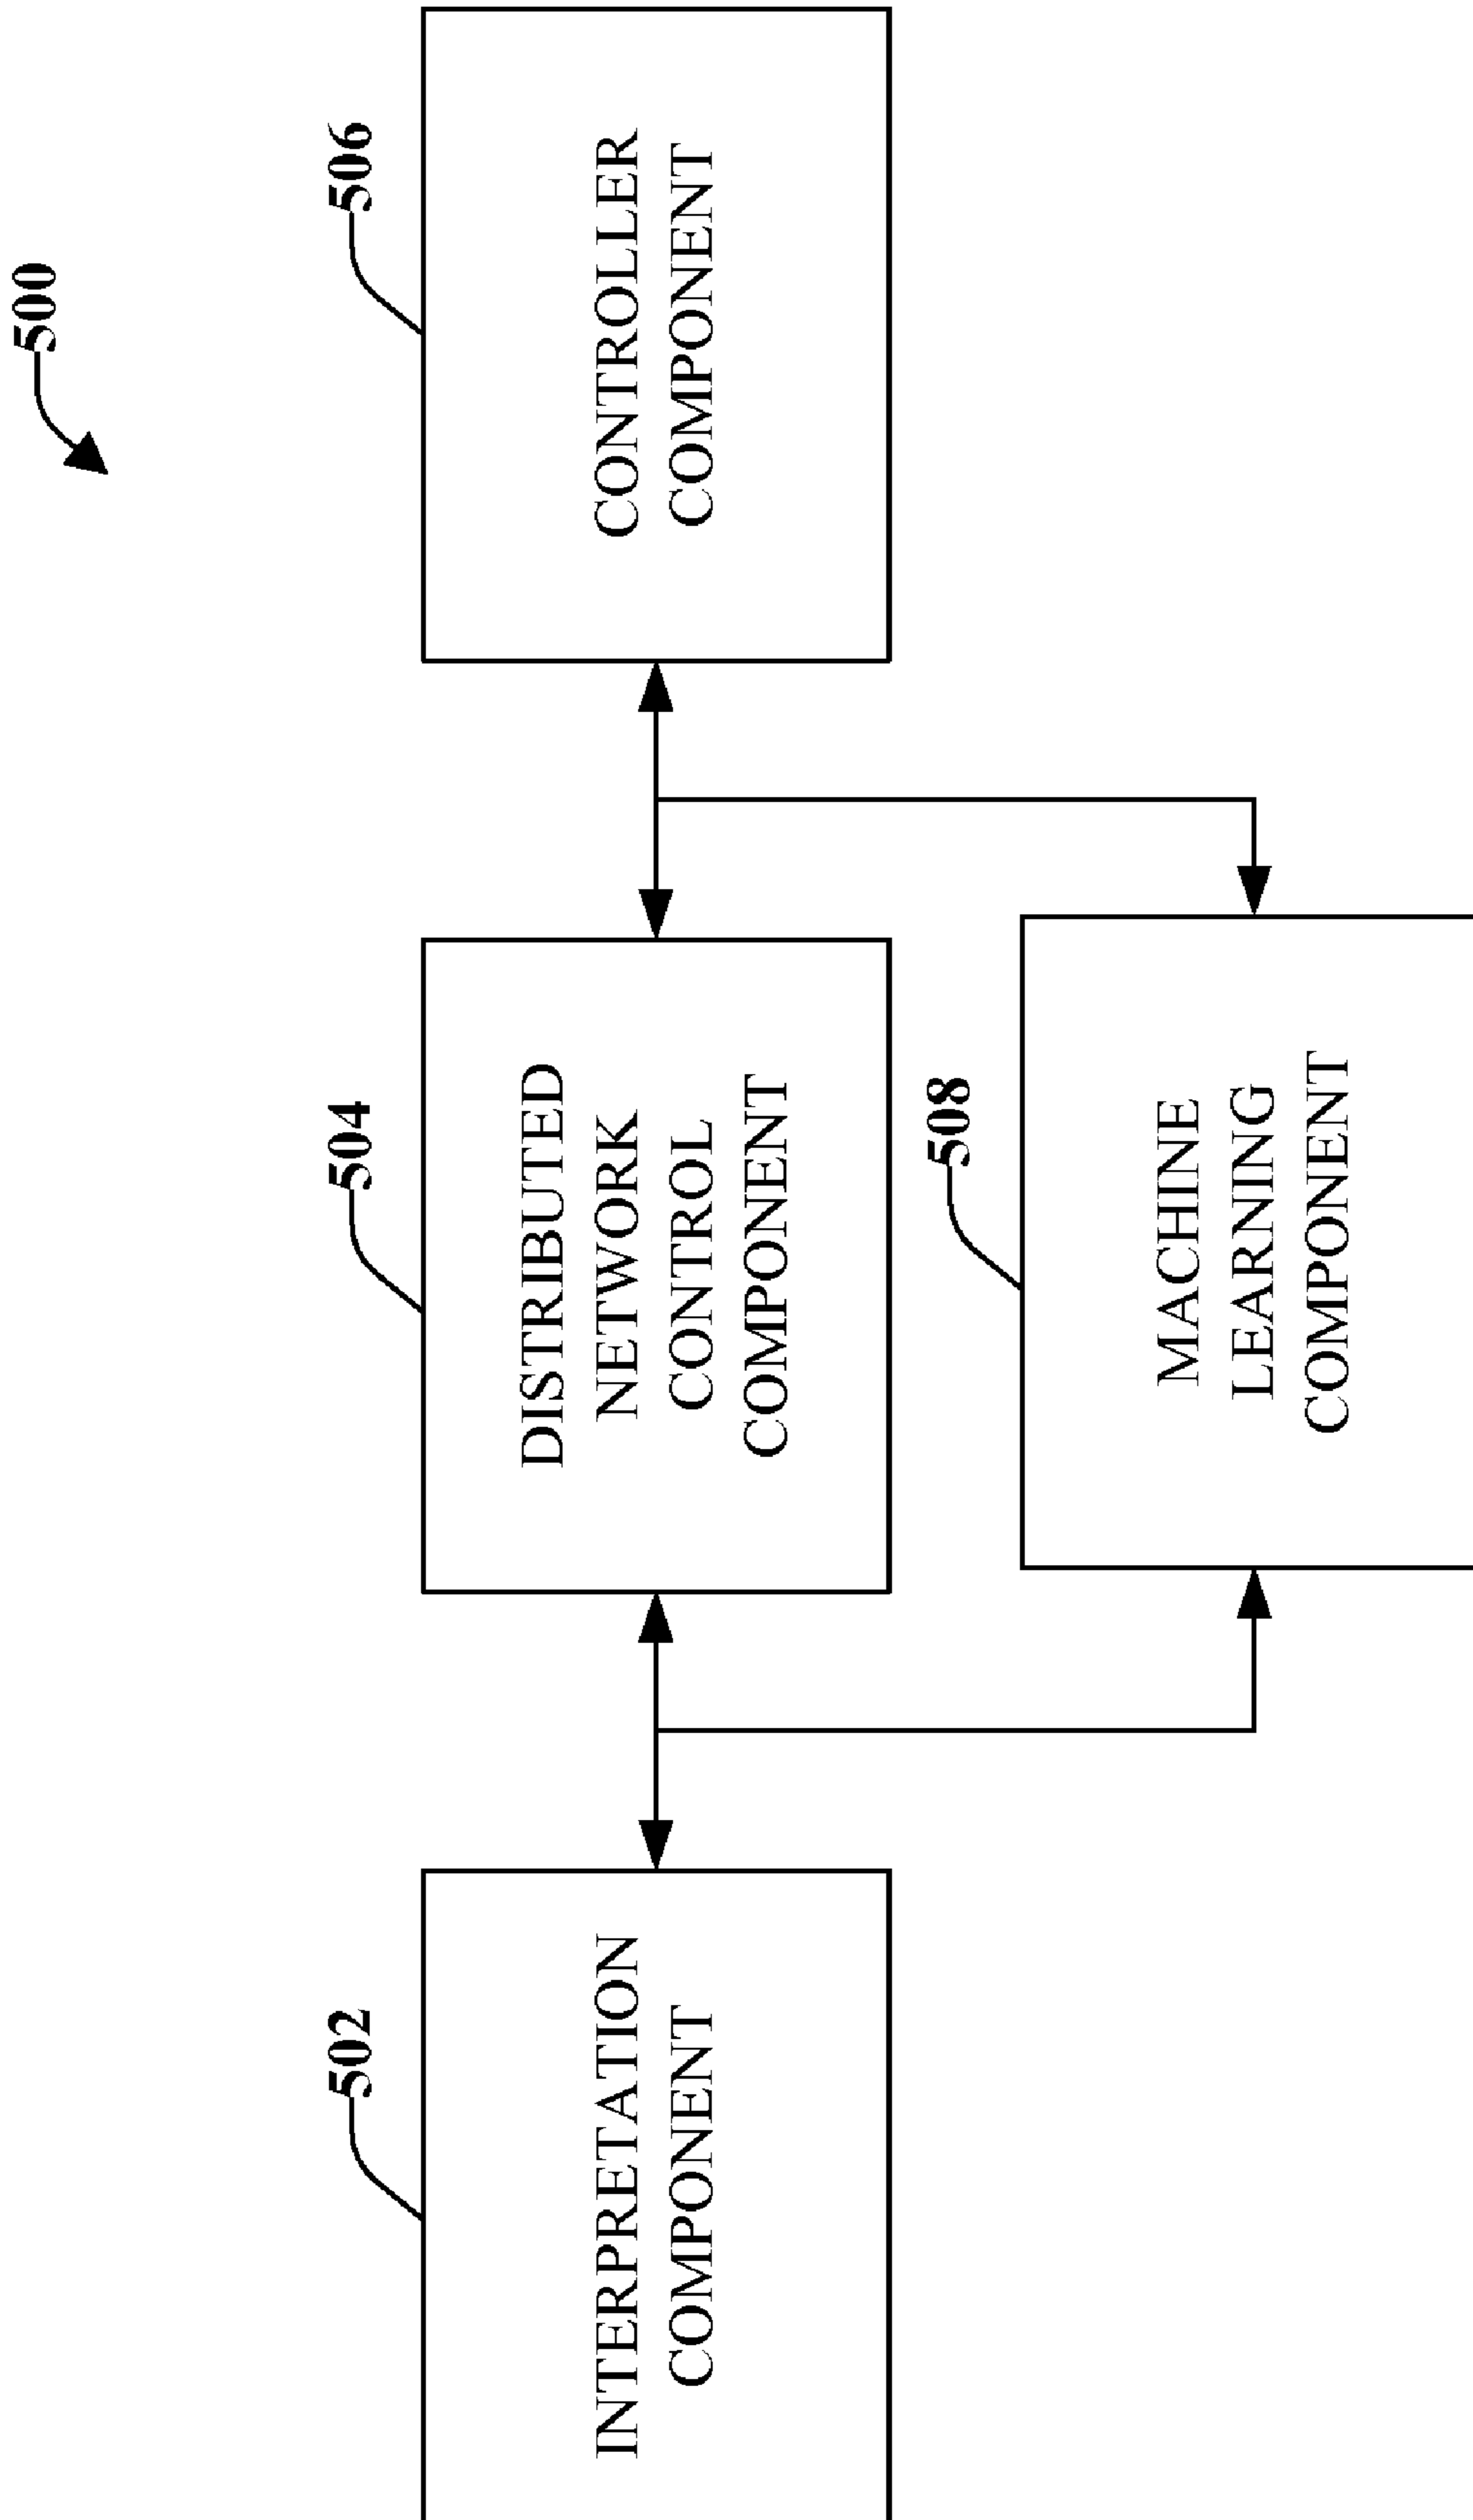 500
502
INTERPRETATION
COMPONENT
504
DISTRIBUTED
NETWORK
CONTROL
COMPONENT
506
CONTROLLER
COMPONENT
508
MACHINE
LEARNING
COMPONENT